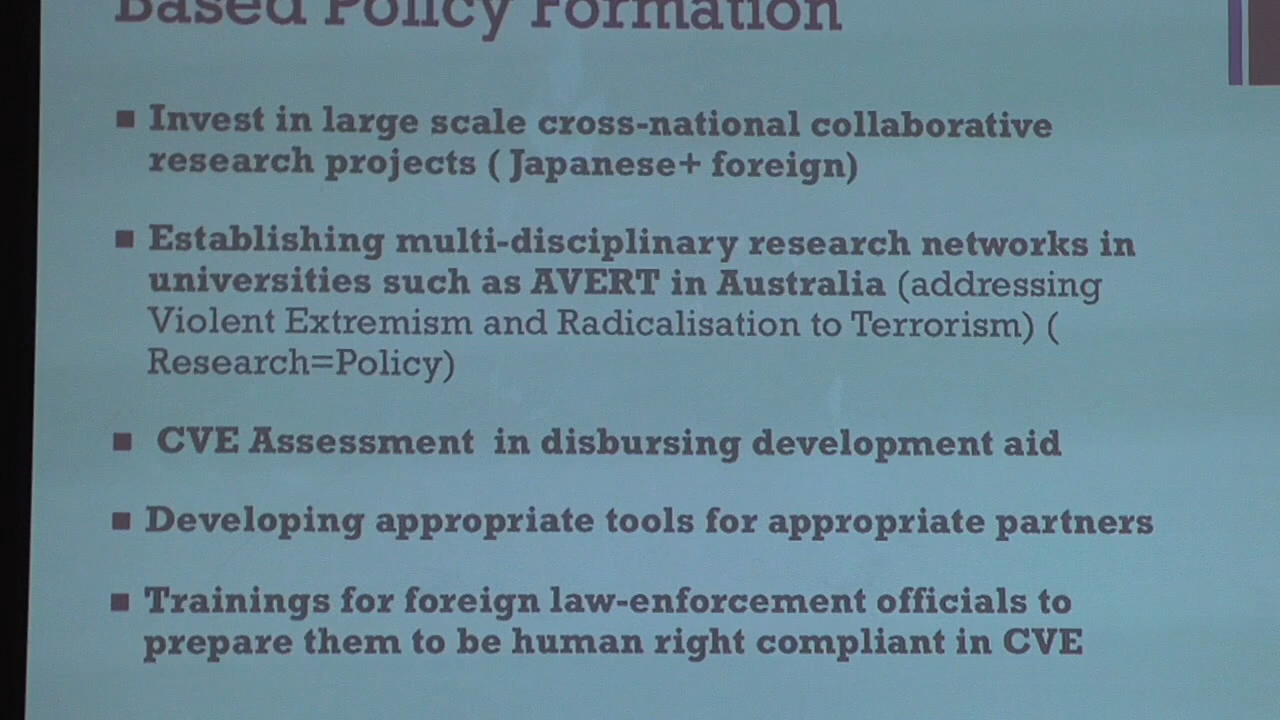 Based Policy Formation
■ Invest in large scale cross-national collaborative
research projects ( Japanese+ foreign)
■ Establishing multi-disciplinary research networks in
universities such as AVERT in Australia (addressing
Violent Extremism and Radicalisation to Terrorism) (
Research=Policy)
■ CVE Assessment in disbursing development aid
■ Developing appropriate tools for appropriate partners
■ Trainings for foreign law-enforcement officials to
prepare them to be human right compliant in CVE